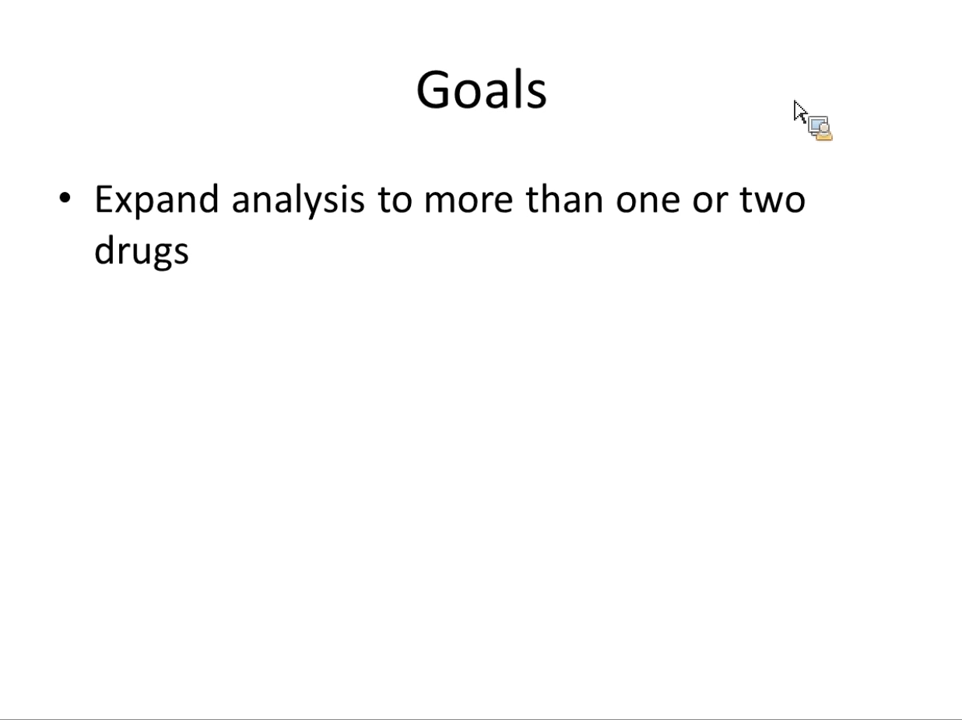 Goals
• Expand analysis to more than one or two
drugs